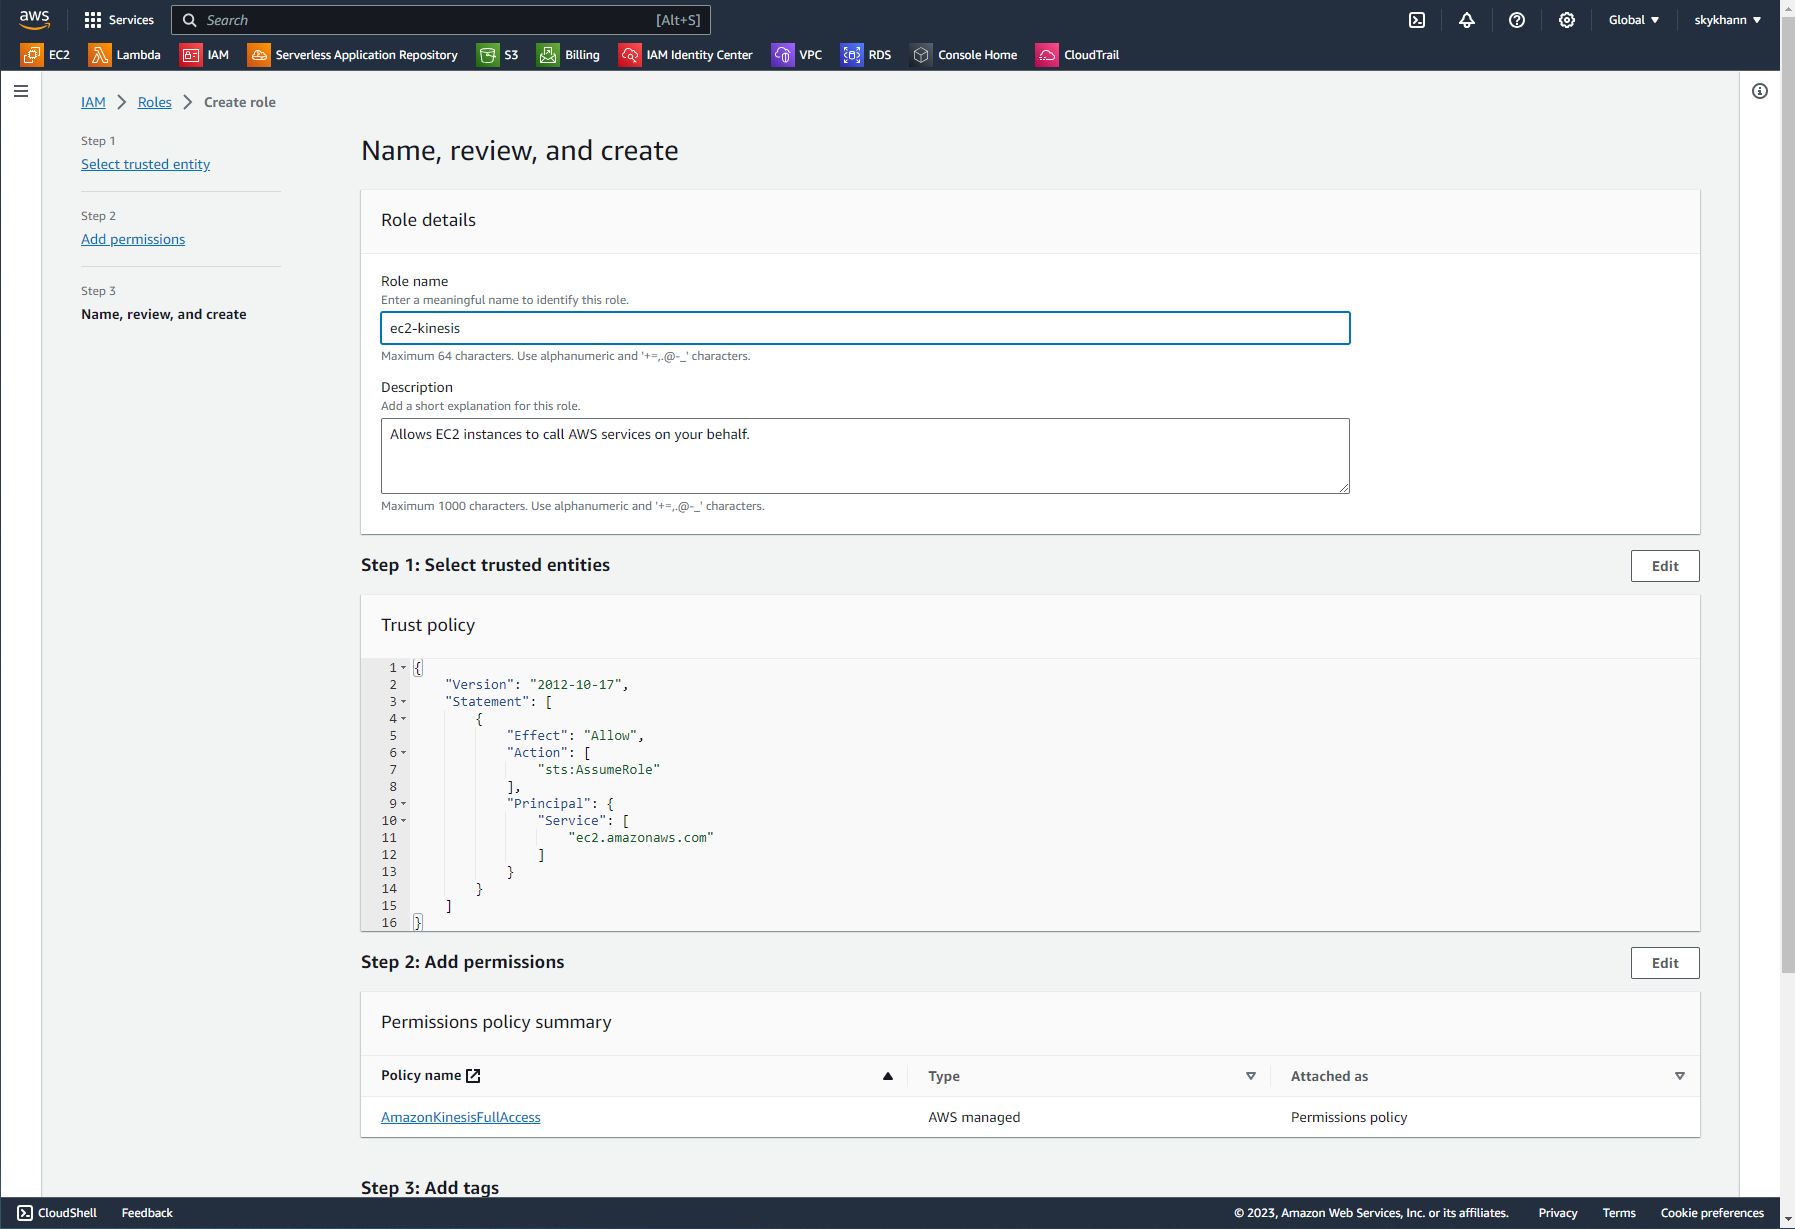 aws Services Search [Alt+S] Global skykhann
EC2 Lambda IAM Serverless Application Repository S3 Billing IAM Identity Center VPC RDS Console Home CloudTrail
IAM Roles Create role
Step 1
Select trusted entity
Step 2
Add permissions
Step 3
Name, review, and create
Name, review, and create
Role details
Role name
Enter a meaningful name to identify this role.
ec2-kinesis
Maximum 64 characters. Use alphanumeric and '+=,.@-_' characters.
Description
Add a short explanation for this role.
Allows EC2 instances to call AWS services on your behalf.
Maximum 1000 characters. Use alphanumeric and '+=,.@-_' characters.
Step 1: Select trusted entities Edit
Trust policy
1 {
2 "Version": "2012-10-17",
3 "Statement": [
4 {
5 "Effect": "Allow",
6 "Action": [
7 "sts:AssumeRole"
8 ],
9 "Principal": {
10 "Service": [
11 "ec2.amazonaws.com"
12 ]
13 }
14 }
15 ]
16 }
Step 2: Add permissions Edit
Permissions policy summary
Policy name Type Attached as
AmazonKinesisFullAccess AWS managed Permissions policy
Step 3: Add tags
CloudShell Feedback © 2023, Amazon Web Services, Inc. or its affiliates. Privacy Terms Cookie preferences